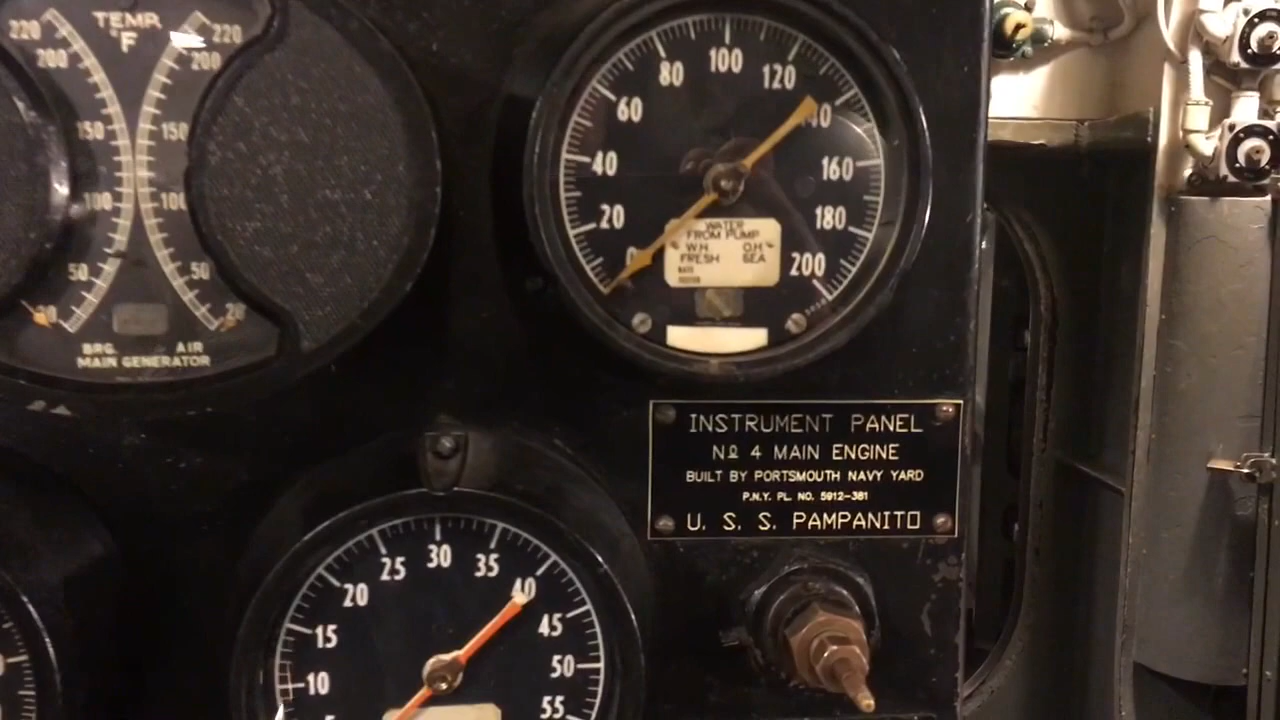 TEMP.
°F
220
200
150
100
50
220
200
150
100
50
20
BRG. AIR
MAIN GENERATOR
0
20
40
60
80
100
120
140
160
180
200
WATER
FROM PUMP
W.H. O.H.
FRESH SEA
INSTRUMENT PANEL
No 4 MAIN ENGINE
BUILT BY PORTSMOUTH NAVY YARD
P.N.Y. PL. NO. 5912-381
U. S. S. PAMPANITO
10
15
20
25
30
35
40
45
50
55